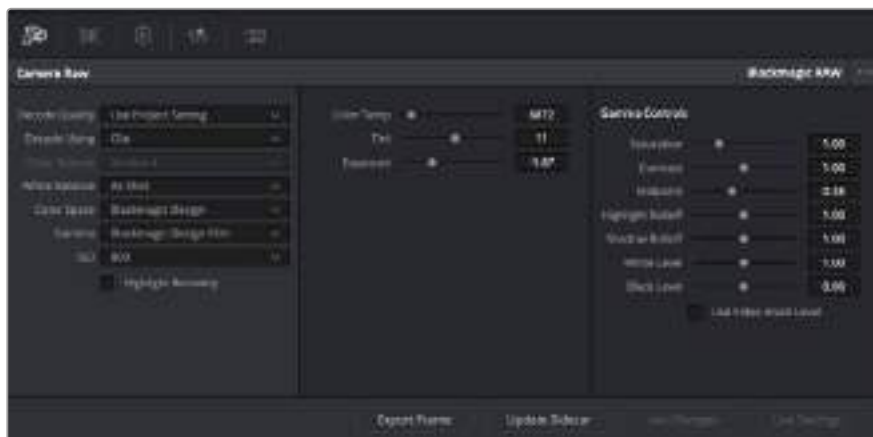 Camera Raw
Blackmagic RAW
Decode Quality Use Project Setting
Decode Using Clip
White Balance As Shot
Color Space Blackmagic Design
Gamma Blackmagic Design Film
ISO 800
Highlight Recovery
Color Temp
Tint 11
Exposure
Gamma Controls
Saturation 1.00
Contrast 1.00
Midpoint
Highlight Rolloff 1.00
Shadow Rolloff 1.00
White Level 1.00
Black Level
Use Video Black Level
Export Frame
Update Sidecar